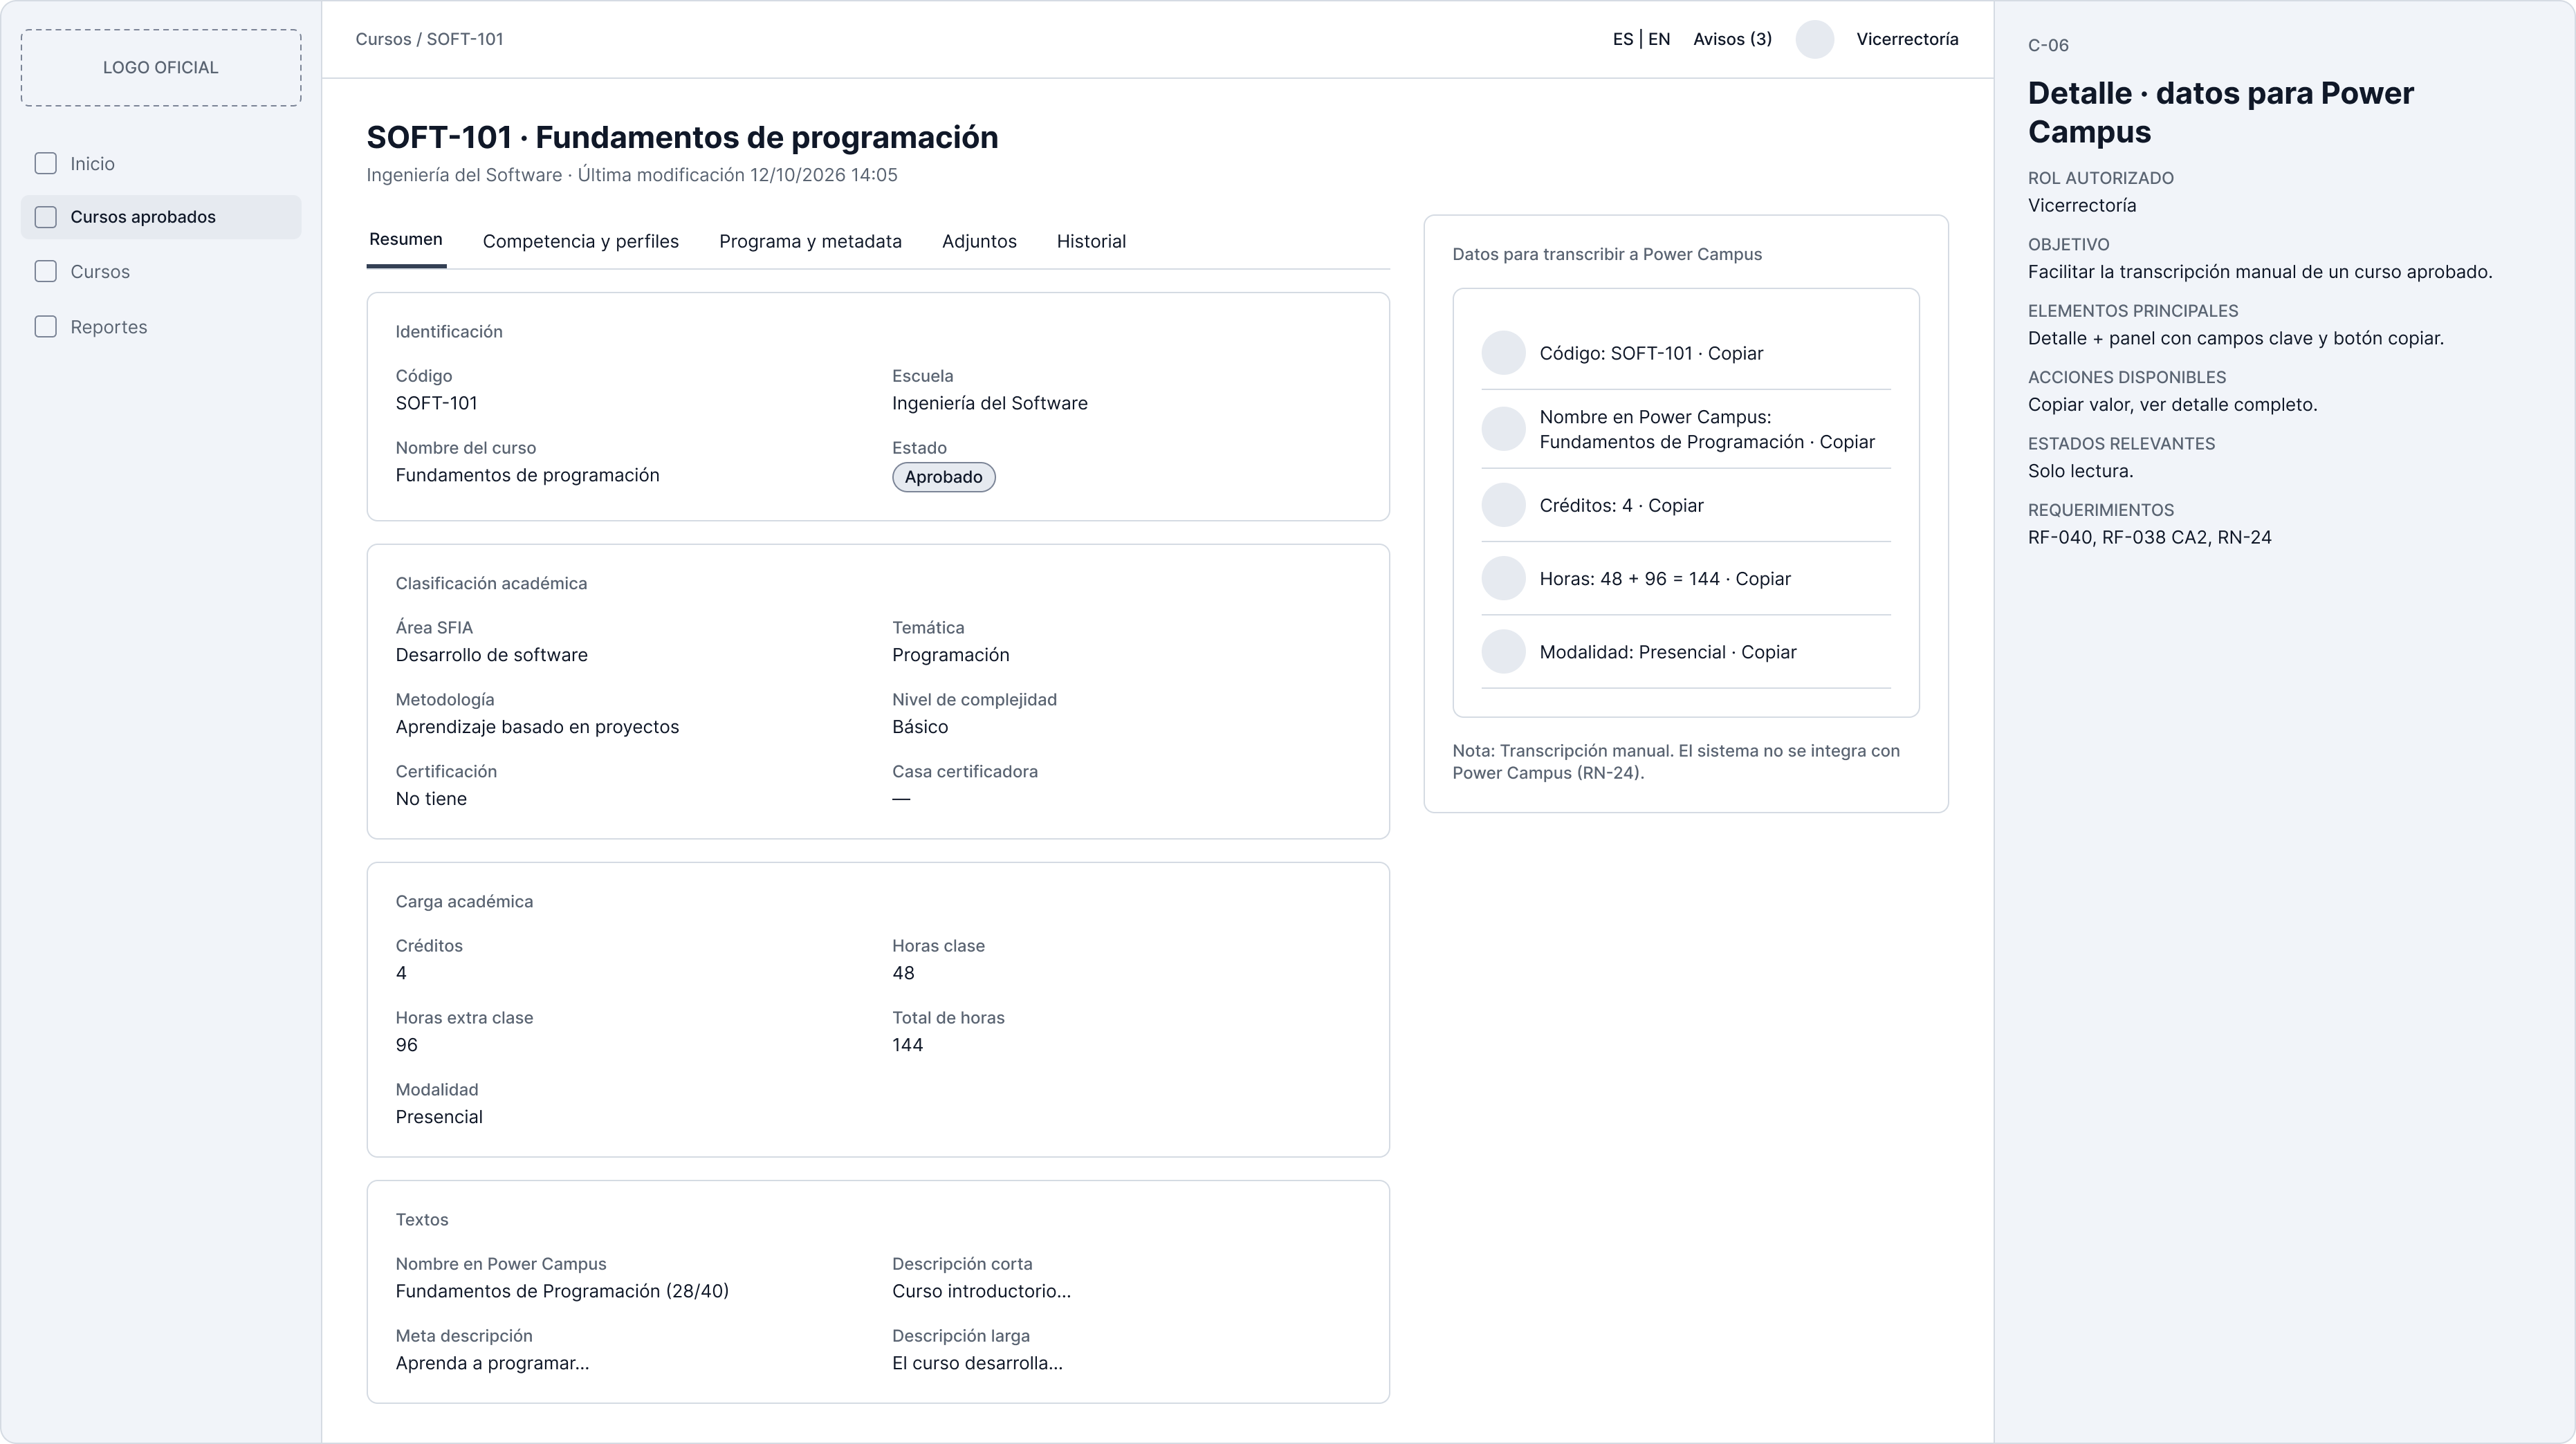 LOGO OFICIAL
Inicio
Cursos aprobados
Cursos
Reportes
Cursos / SOFT-101
ES | EN
Avisos (3)
Vicerrectoría
SOFT-101 · Fundamentos de programación
Ingeniería del Software · Última modificación 12/10/2026 14:05
Resumen
Competencia y perfiles
Programa y metadata
Adjuntos
Historial
Identificación
Código
SOFT-101
Escuela
Ingeniería del Software
Nombre del curso
Fundamentos de programación
Estado
Aprobado
Clasificación académica
Área SFIA
Desarrollo de software
Temática
Programación
Metodología
Aprendizaje basado en proyectos
Nivel de complejidad
Básico
Certificación
No tiene
Casa certificadora
—
Carga académica
Créditos
4
Horas clase
48
Horas extra clase
96
Total de horas
144
Modalidad
Presencial
Textos
Nombre en Power Campus
Fundamentos de Programación (28/40)
Descripción corta
Curso introductorio...
Meta descripción
Aprenda a programar...
Descripción larga
El curso desarrolla...
Datos para transcribir a Power Campus
Código: SOFT-101 · Copiar
Nombre en Power Campus:
Fundamentos de Programación · Copiar
Créditos: 4 · Copiar
Horas: 48 + 96 = 144 · Copiar
Modalidad: Presencial · Copiar
Nota: Transcripción manual. El sistema no se integra con
Power Campus (RN-24).
C-06
Detalle · datos para Power
Campus
ROL AUTORIZADO
Vicerrectoría
OBJETIVO
Facilitar la transcripción manual de un curso aprobado.
ELEMENTOS PRINCIPALES
Detalle + panel con campos clave y botón copiar.
ACCIONES DISPONIBLES
Copiar valor, ver detalle completo.
ESTADOS RELEVANTES
Solo lectura.
REQUERIMIENTOS
RF-040, RF-038 CA2, RN-24